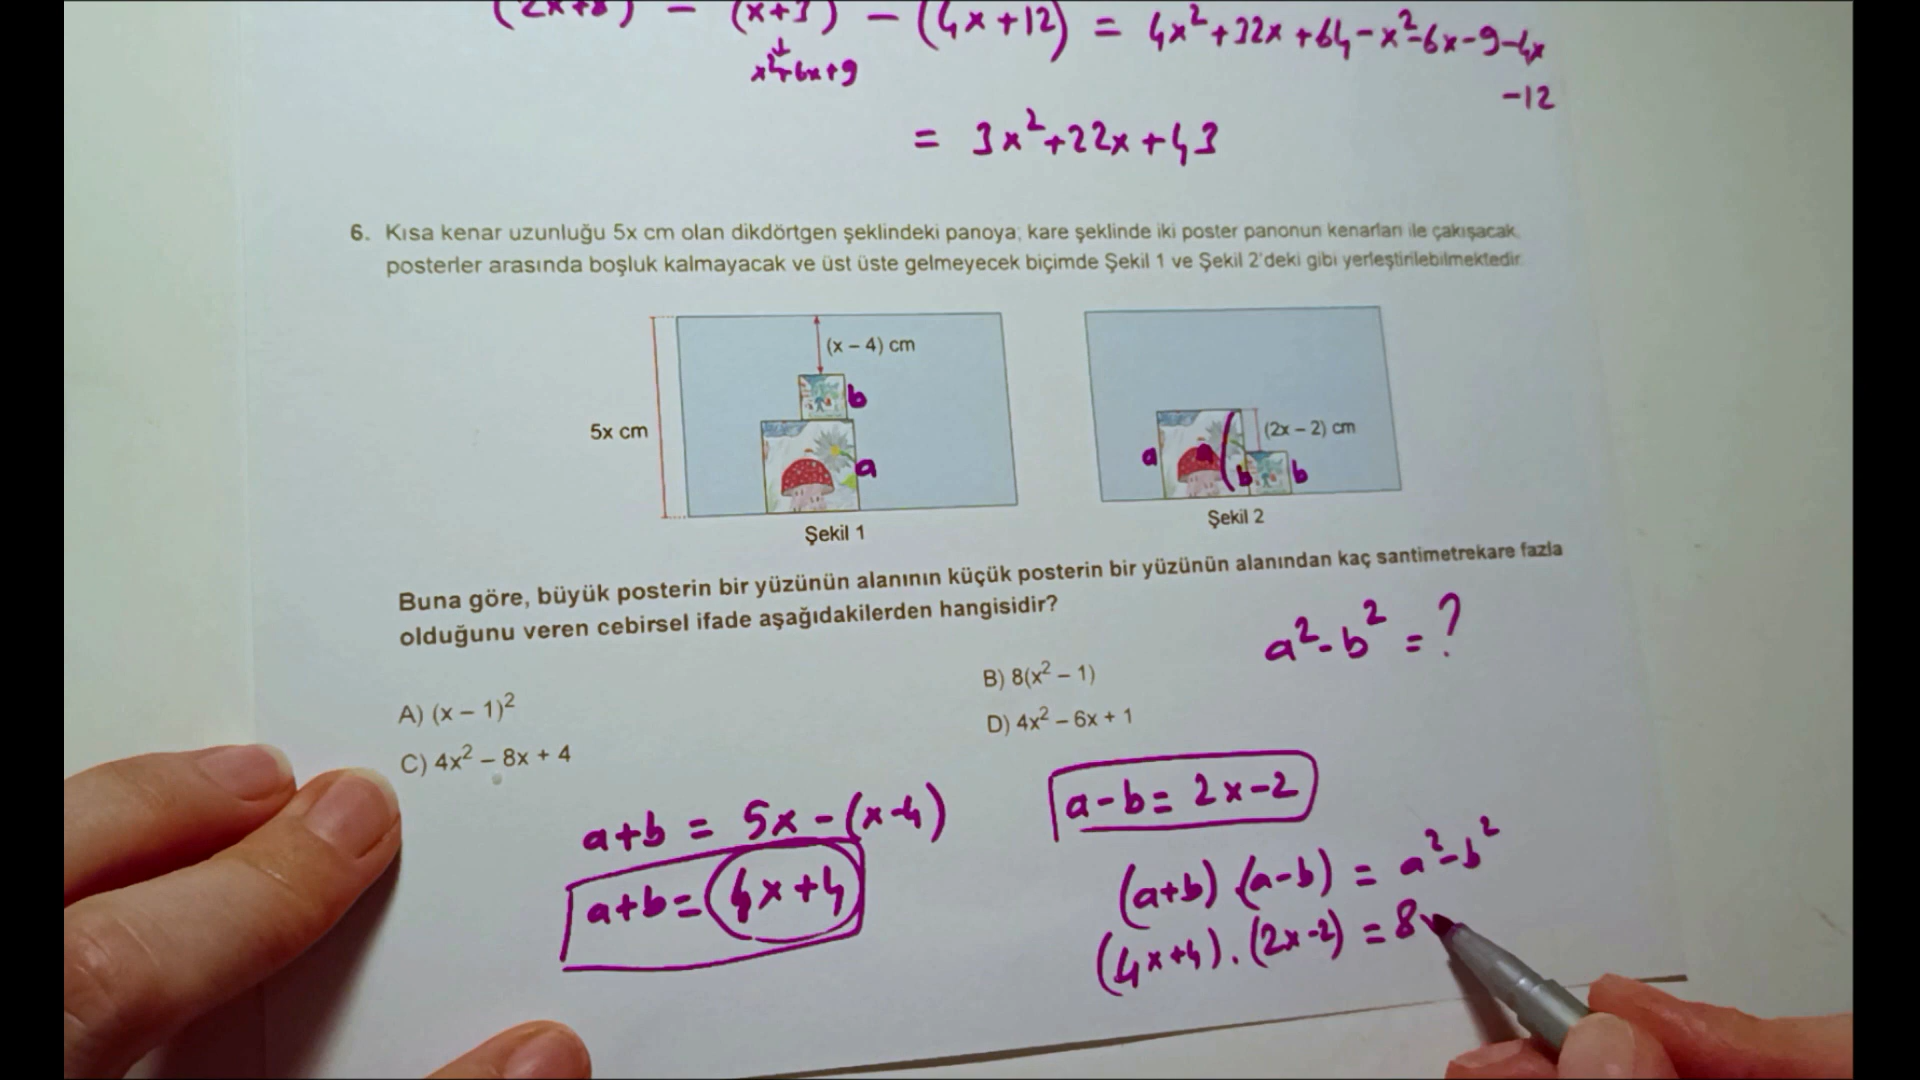 (2x+8) - (x+3) - (4x+12) = 4x²+32x+64-x²-6x-9-4x
x²+6x+9
-12
= 3x²+22x+43
6. Kısa kenar uzunluğu 5x cm olan dikdörtgen şeklindeki panoya; kare şeklinde iki poster panonun kenarları ile çakışacak,
posterler arasında boşluk kalmayacak ve üst üste gelmeyecek biçimde Şekil 1 ve Şekil 2'deki gibi yerleştirilebilmektedir.
(x – 4) cm
b
5x cm
a
Şekil 1
(2x – 2) cm
a
a
b
b
Şekil 2
Buna göre, büyük posterin bir yüzünün alanının küçük posterin bir yüzünün alanından kaç santimetrekare fazla
olduğunu veren cebirsel ifade aşağıdakilerden hangisidir?
a²-b² = ?
A) (x – 1)²
B) 8(x² – 1)
C) 4x² – 8x + 4
D) 4x² – 6x + 1
a+b = 5x-(x-4)
a+b = 4x+4
a-b = 2x-2
(a+b).(a-b) = a²-b²
(4x+4).(2x-2) = 8